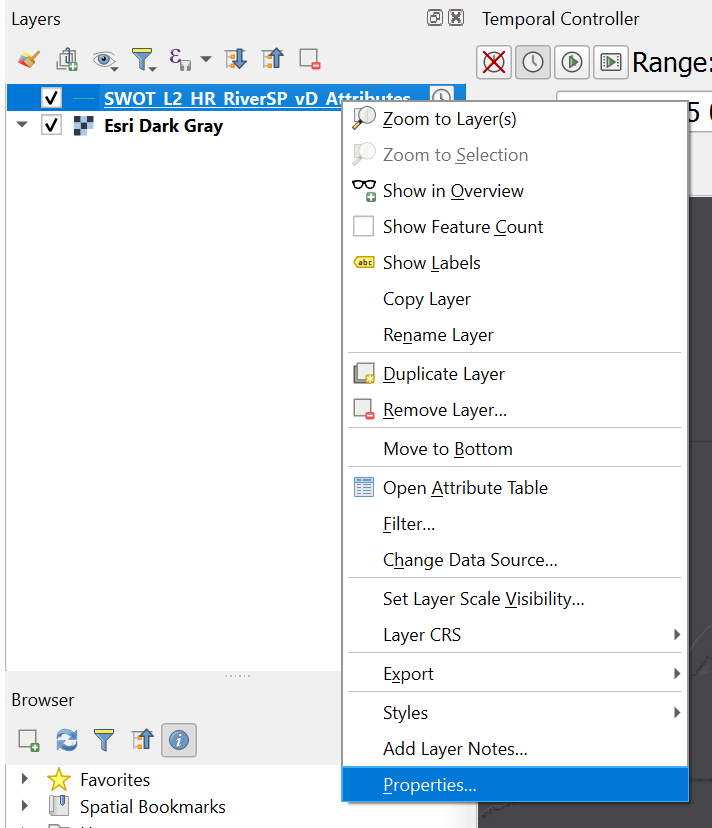 Layers
Temporal Controller
Range:
SWOT_L2_HR_RiverSP_vD_Attributes
Esri Dark Gray
Zoom to Layer(s)
Zoom to Selection
Show in Overview
Show Feature Count
abc Show Labels
Copy Layer
Rename Layer
Duplicate Layer
Remove Layer...
Move to Bottom
Open Attribute Table
Filter...
Change Data Source...
Set Layer Scale Visibility...
Layer CRS
Export
Styles
Add Layer Notes...
Properties...
Browser
Favorites
Spatial Bookmarks